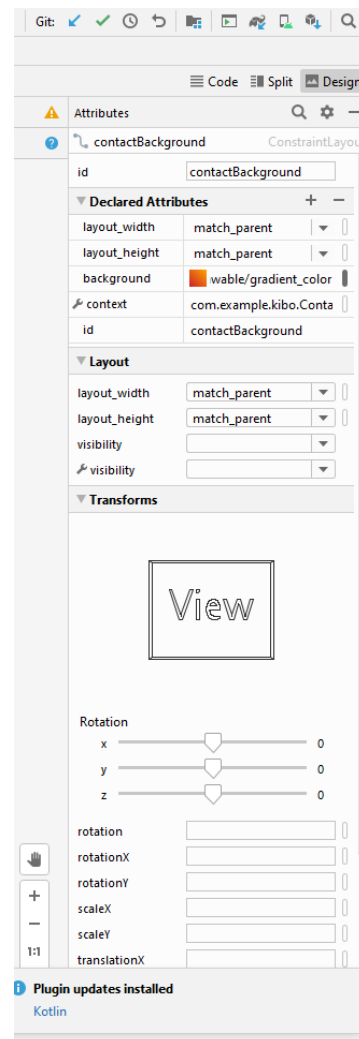 Git:
Code Split Design
Attributes
contactBackground ConstraintLayou
id contactBackground
Declared Attributes
layout_width match_parent
layout_height match_parent
background wable/gradient_color
context com.example.kibo.Conta
id contactBackground
Layout
layout_width match_parent
layout_height match_parent
visibility
visibility
Transforms
View
Rotation
x 0
y 0
z 0
rotation
rotationX
rotationY
scaleX
scaleY
1:1
translationX
Plugin updates installed
Kotlin